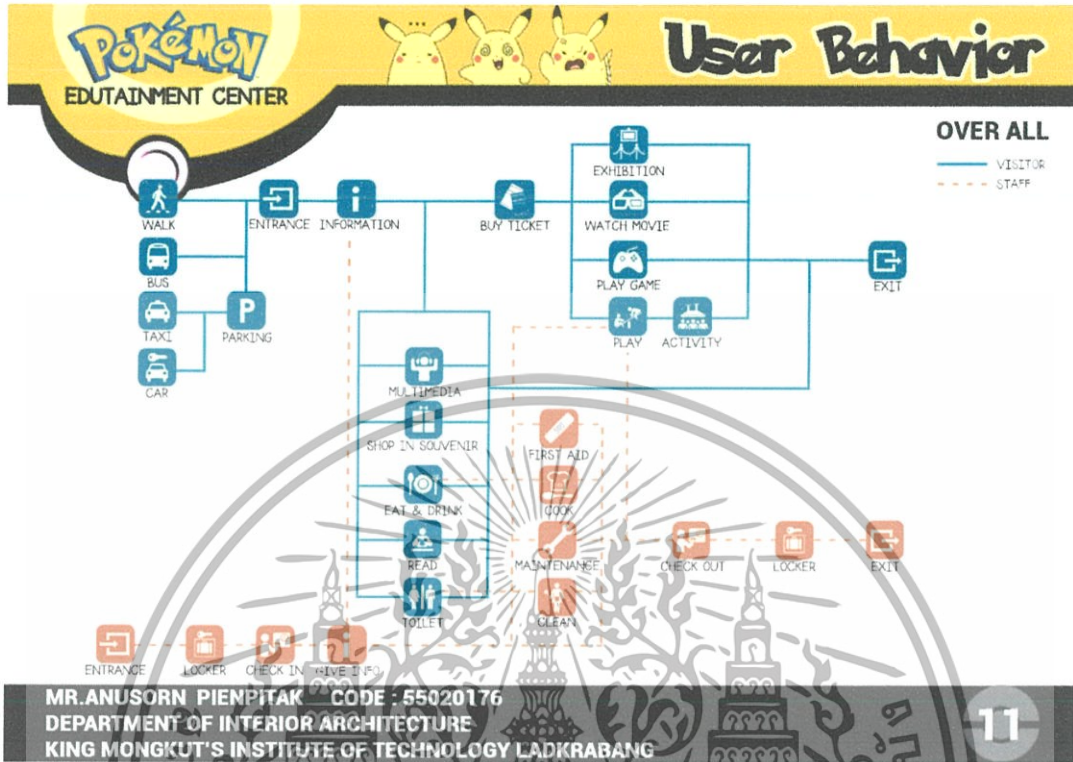 POKéMON
EDUTAINMENT CENTER
User Behavior
OVER ALL
VISITOR
STAFF
EXHIBITION
WALK
ENTRANCE
INFORMATION
BUY TICKET
WATCH MOVIE
BUS
PLAY GAME
EXIT
TAXI
P
PARKING
PLAY
ACTIVITY
CAR
MULTIMEDIA
SHOP IN SOUVENIR
FIRST AID
EAT & DRINK
COOK
READ
MAINTENANCE
CHECK OUT
LOCKER
EXIT
TOILET
CLEAN
ENTRANCE
LOCKER
CHECK IN
GIVE INFO
MR.ANUSORN PIENPITAK CODE : 55020176
DEPARTMENT OF INTERIOR ARCHITECTURE
KING MONGKUT'S INSTITUTE OF TECHNOLOGY LADKRABANG
11